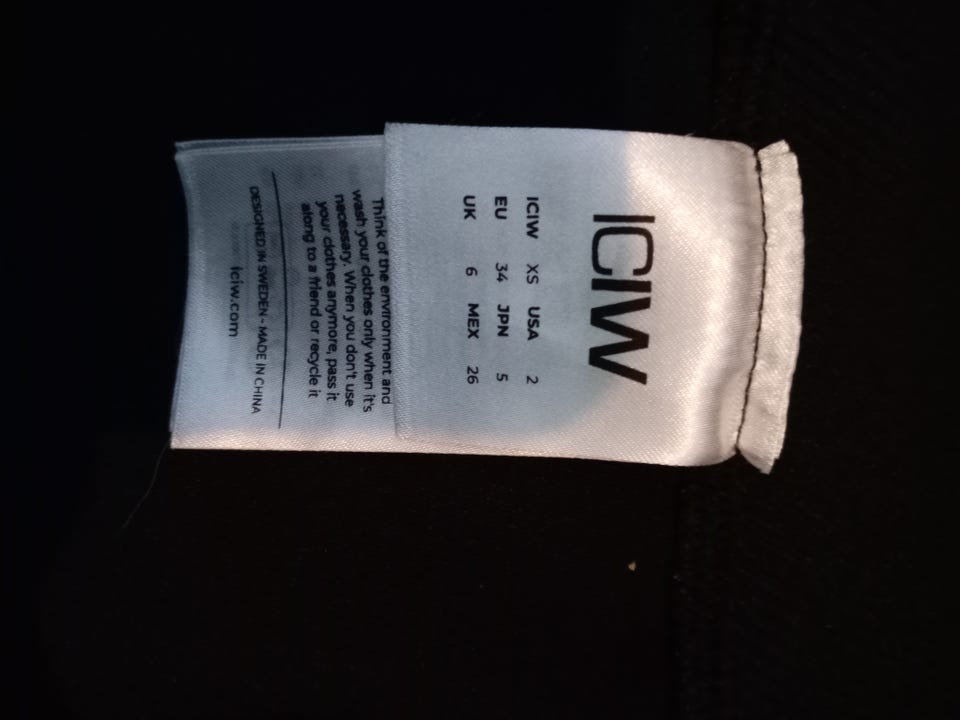 ICIW
ICIW XS USA 2
EU 34 JPN 5
UK 6 MEX 26
Think of the environment and
wash your clothes only when it's
necessary. When you don't use
your clothes anymore, pass it
along to a friend or recycle it
DESIGNED IN SWEDEN - MADE IN CHINA
iciw.com